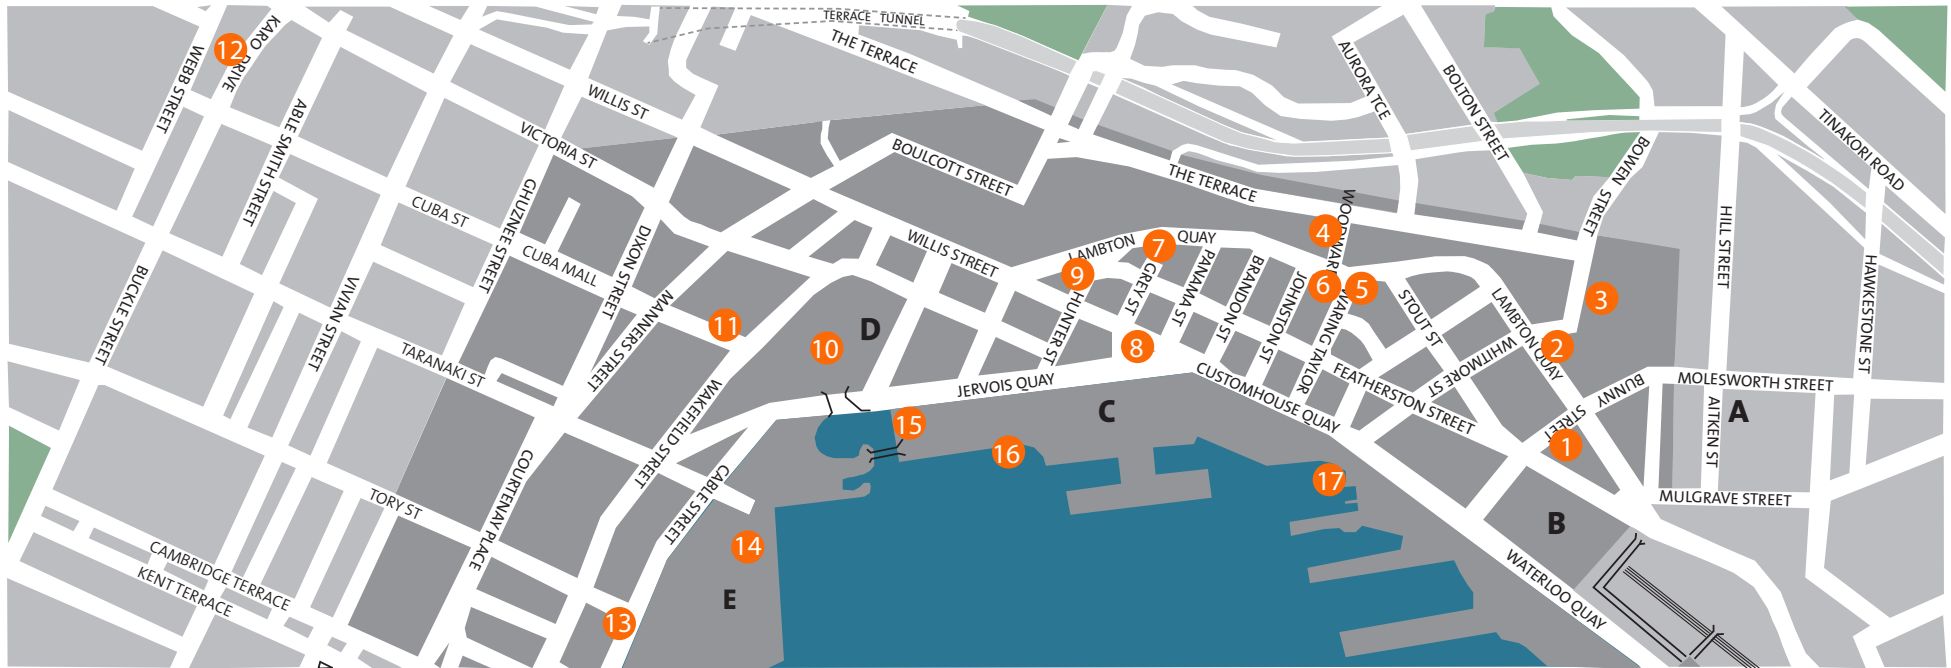 TERRACE TUNNEL
THE TERRACE
KARO DRIVE
12
WEBB STREET
ABLE SMITH STREET
WILLIS ST
VICTORIA ST
BOULCOTT STREET
AURORA TCE
BOLTON STREET
BOWEN STREET
TINAKORI ROAD
THE TERRACE
WOODWARD
CUBA ST
GHUZNEE STREET
DIXON STREET
CUBA MALL
WILLIS STREET
LAMBTON QUAY
7
4
9
HUNTER ST
GREY ST
PANAMA ST
BRANDON ST
JOHNSTON ST
6
5
WARING TAYLOR
STOUT ST
LAMBTON QUAY
3
HILL STREET
HAWKESTONE ST
BUCKLE STREET
VIVIAN STREET
MANNERS STREET
11
10
D
8
2
WHITMORE ST
TARANAKI ST
WAKEFIELD STREET
JERVOIS QUAY
CUSTOMHOUSE QUAY
FEATHERSTON STREET
BUNNY STREET
MOLESWORTH STREET
AITKEN ST
A
C
15
16
1
17
MULGRAVE STREET
TORY ST
COURTENAY PLACE
CABLE STREET
14
B
WATERLOO QUAY
CAMBRIDGE TERRACE
KENT TERRACE
E
13